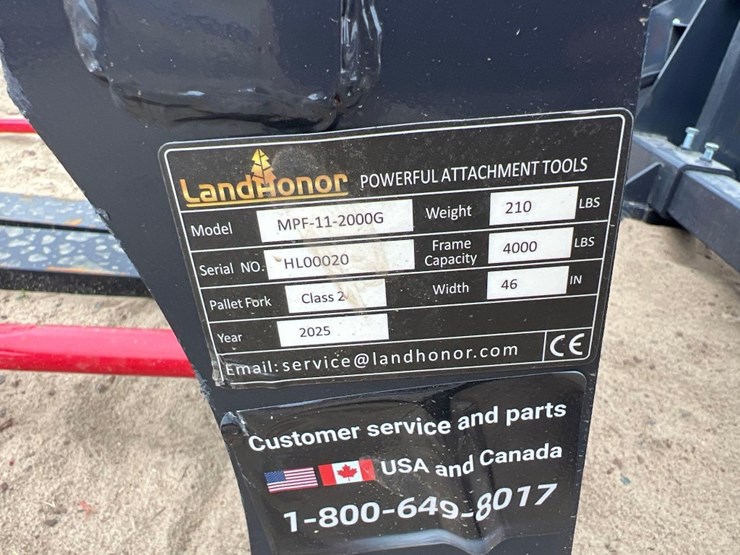 LandHonor POWERFUL ATTACHMENT TOOLS
Model MPF-11-2000G Weight 210 LBS
Serial NO. HL00020 Frame Capacity 4000 LBS
Pallet Fork Class 2 Width 46 IN
Year 2025
Email: service@landhonor.com CE
Customer service and parts
USA and Canada
1-800-649-8017